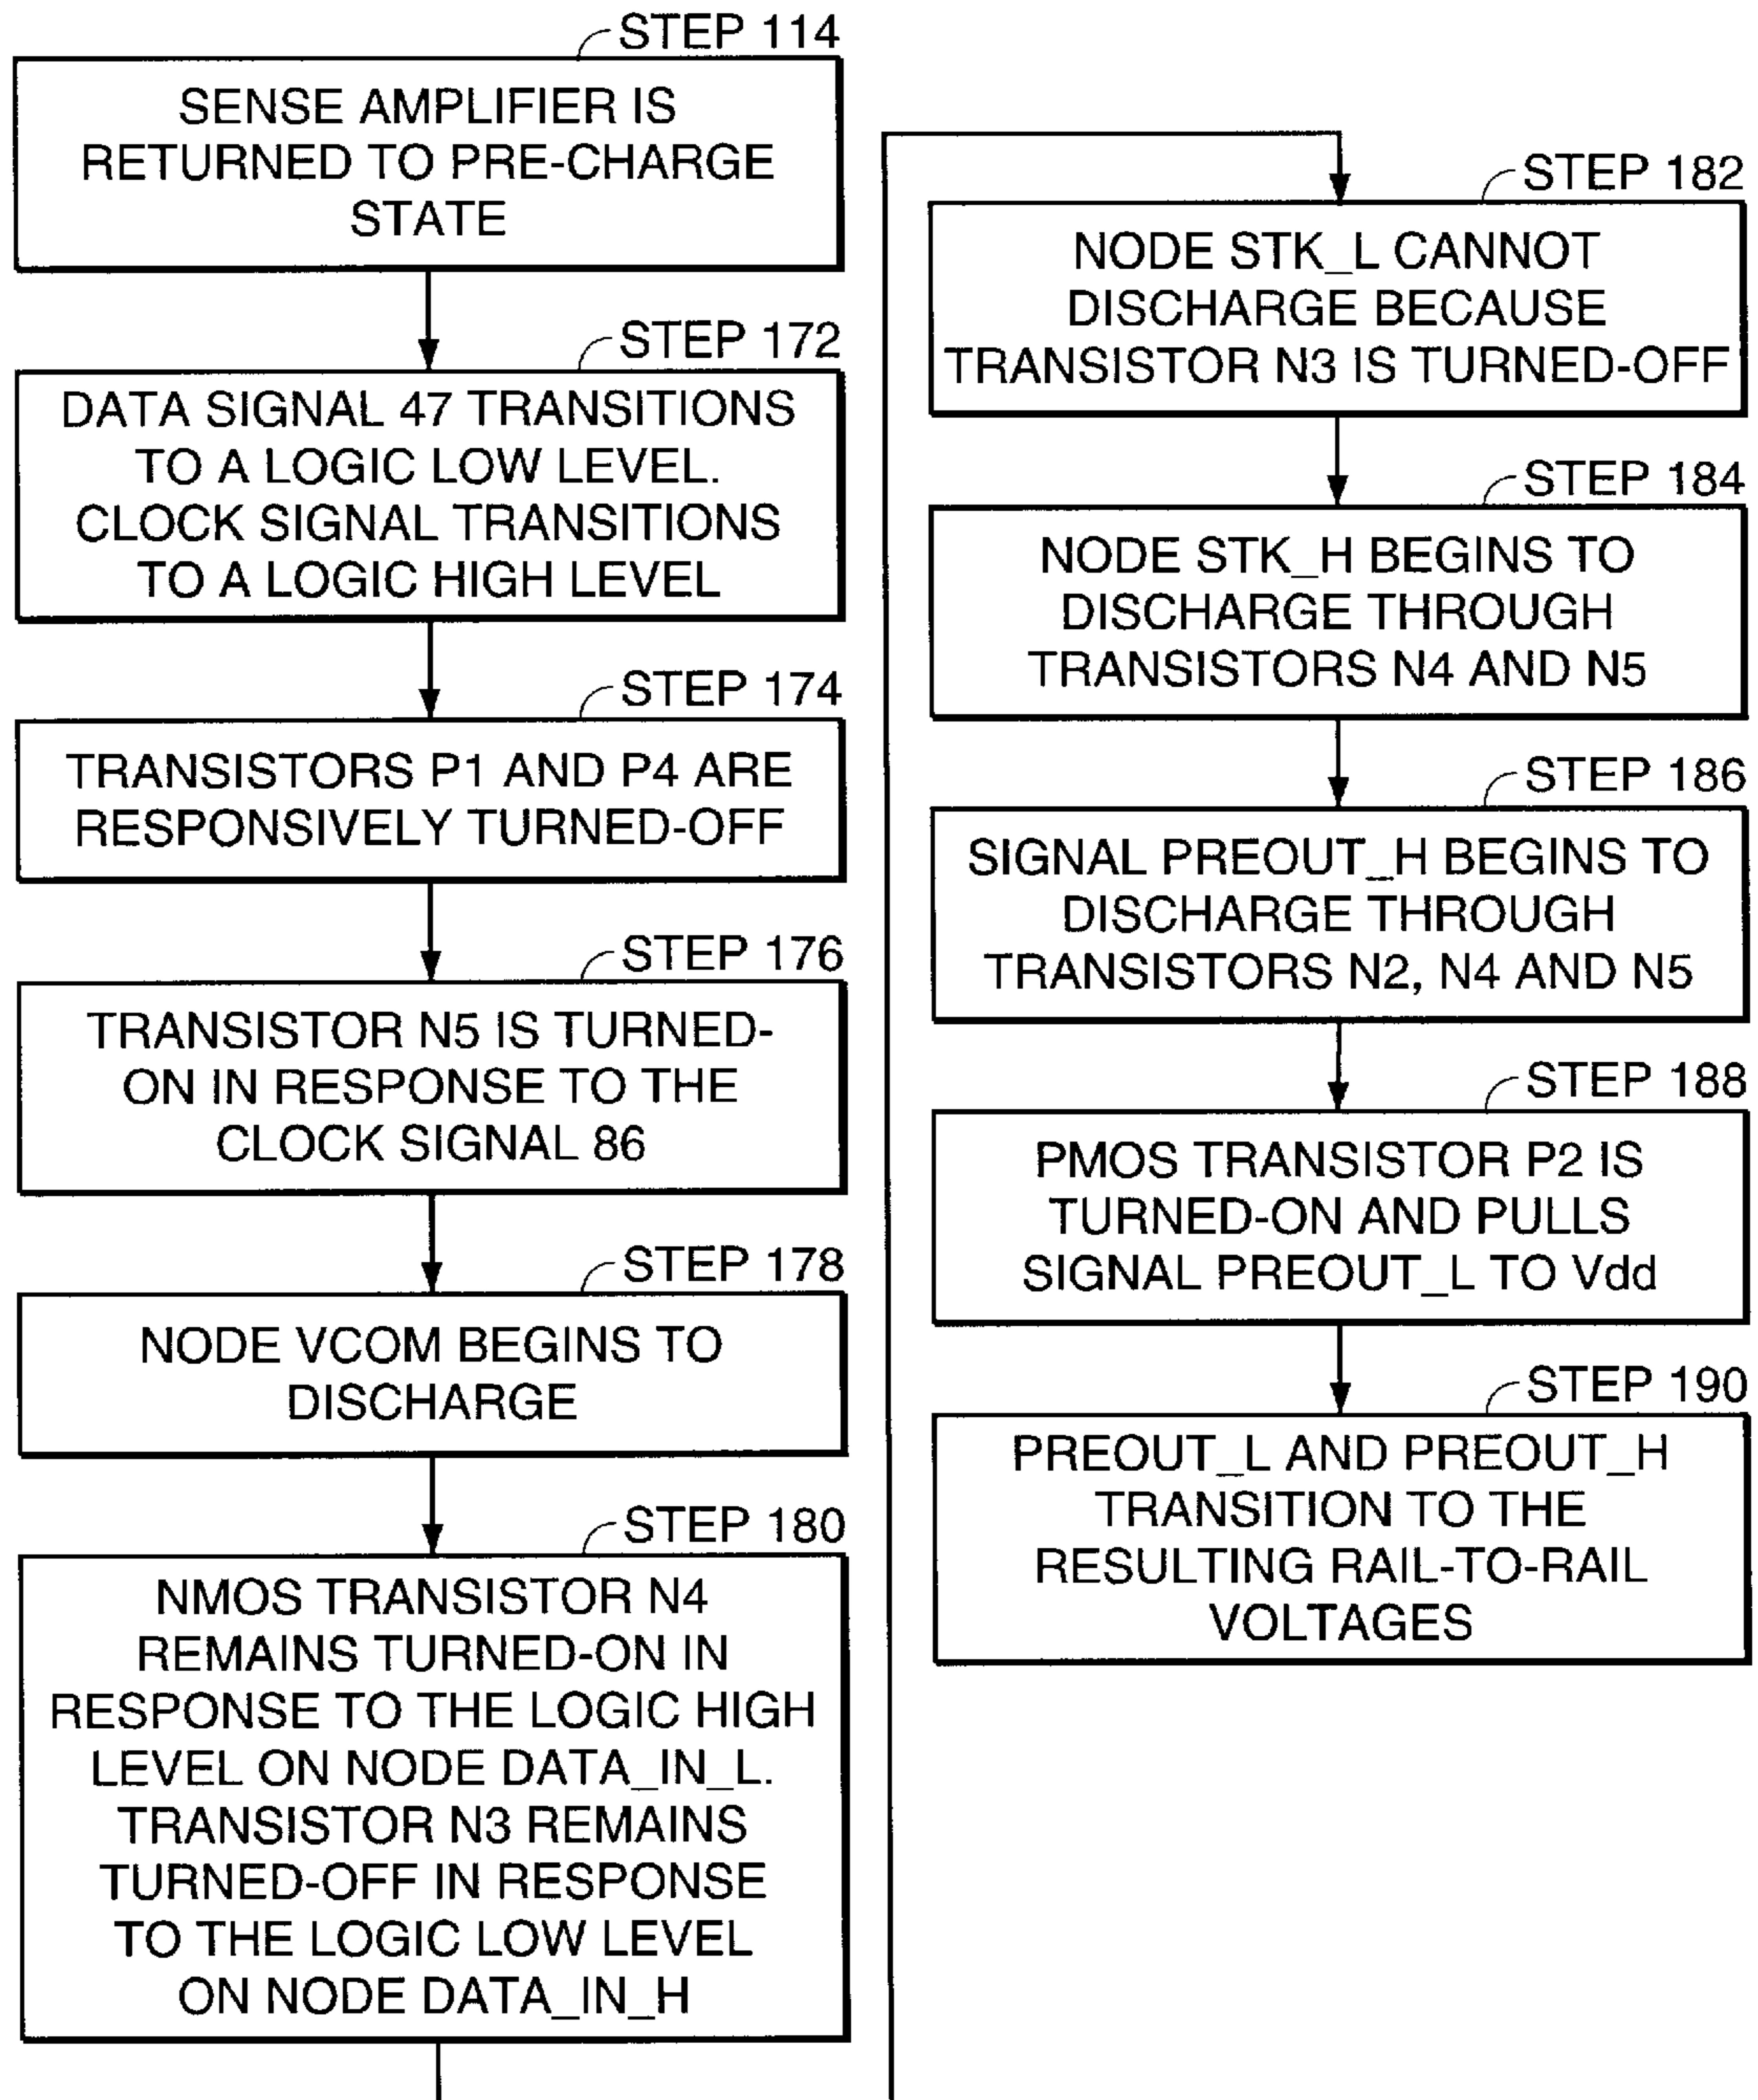 STEP 114
SENSE AMPLIFIER IS
RETURNED TO PRE-CHARGE
STATE
STEP 172
DATA SIGNAL 47 TRANSITIONS
TO A LOGIC LOW LEVEL.
CLOCK SIGNAL TRANSITIONS
TO A LOGIC HIGH LEVEL
STEP 174
TRANSISTORS P1 AND P4 ARE
RESPONSIVELY TURNED-OFF
STEP 176
TRANSISTOR N5 IS TURNED-
ON IN RESPONSE TO THE
CLOCK SIGNAL 86
STEP 178
NODE VCOM BEGINS TO
DISCHARGE
STEP 180
NMOS TRANSISTOR N4
REMAINS TURNED-ON IN
RESPONSE TO THE LOGIC HIGH
LEVEL ON NODE DATA_IN_L.
TRANSISTOR N3 REMAINS
TURNED-OFF IN RESPONSE
TO THE LOGIC LOW LEVEL
ON NODE DATA_IN_H
STEP 182
NODE STK_L CANNOT
DISCHARGE BECAUSE
TRANSISTOR N3 IS TURNED-OFF
STEP 184
NODE STK_H BEGINS TO
DISCHARGE THROUGH
TRANSISTORS N4 AND N5
STEP 186
SIGNAL PREOUT_H BEGINS TO
DISCHARGE THROUGH
TRANSISTORS N2, N4 AND N5
STEP 188
PMOS TRANSISTOR P2 IS
TURNED-ON AND PULLS
SIGNAL PREOUT_L TO Vdd
STEP 190
PREOUT_L AND PREOUT_H
TRANSITION TO THE
RESULTING RAIL-TO-RAIL
VOLTAGES